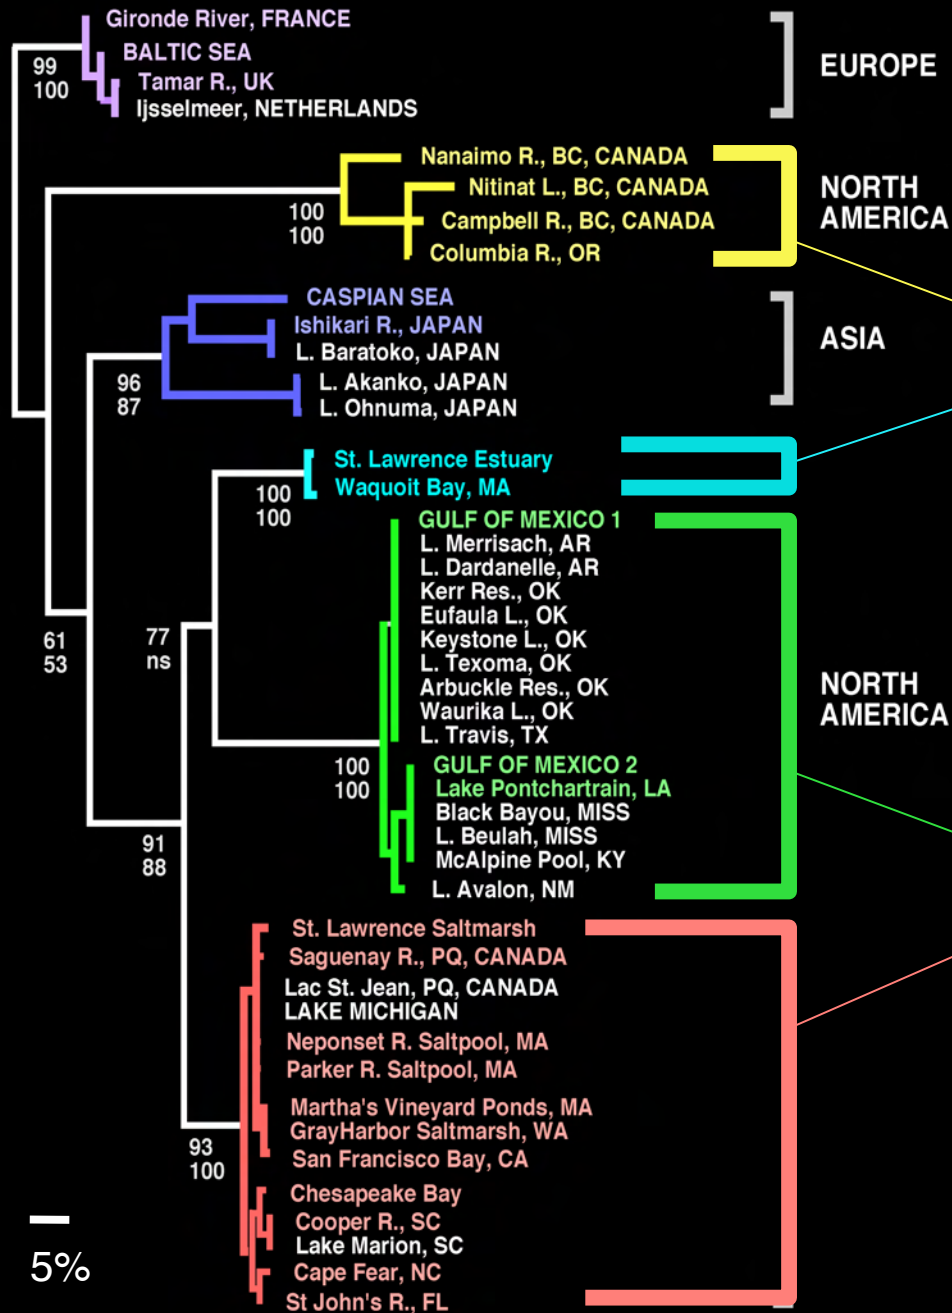 Gironde River, FRANCE
BALTIC SEA
Tamar R., UK
Ijsselmeer, NETHERLANDS
EUROPE
99
100
Nanaimo R., BC, CANADA
Nitinat L., BC, CANADA
Campbell R., BC, CANADA
Columbia R., OR
NORTH
AMERICA
100
100
CASPIAN SEA
Ishikari R., JAPAN
L. Baratoko, JAPAN
L. Akanko, JAPAN
L. Ohnuma, JAPAN
ASIA
96
87
St. Lawrence Estuary
Waquoit Bay, MA
100
100
GULF OF MEXICO 1
L. Merrisach, AR
L. Dardanelle, AR
Kerr Res., OK
Eufaula L., OK
Keystone L., OK
L. Texoma, OK
Arbuckle Res., OK
Waurika L., OK
L. Travis, TX
61
53
77
ns
NORTH
AMERICA
GULF OF MEXICO 2
Lake Pontchartrain, LA
Black Bayou, MISS
L. Beulah, MISS
McAlpine Pool, KY
L. Avalon, NM
100
100
91
88
St. Lawrence Saltmarsh
Saguenay R., PQ, CANADA
Lac St. Jean, PQ, CANADA
LAKE MICHIGAN
Neponset R. Saltpool, MA
Parker R. Saltpool, MA
Martha's Vineyard Ponds, MA
GrayHarbor Saltmarsh, WA
San Francisco Bay, CA
93
100
Chesapeake Bay
Cooper R., SC
Lake Marion, SC
Cape Fear, NC
St John's R., FL
5%